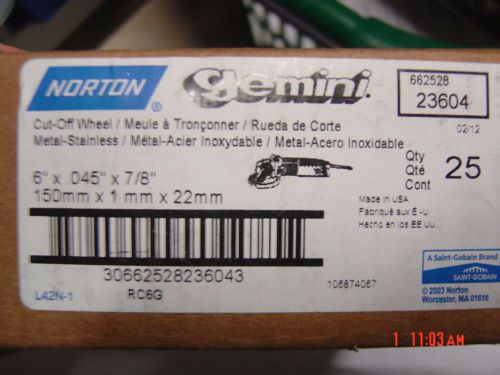 NORTON
®
Gemini.
662528
23604
02/12
Cut-Off Wheel / Meule à Tronçonner / Rueda de Corte
Metal-Stainless / Métal-Acier Inoxydable / Metal-Acero Inoxidable
6" x .045" x 7/8"
150mm x 1 mm x 22mm
Qty
Qté
Cont
25
Made in USA
Fabriqué aux É.-U.
Hecho en los EE UU.
30662528236043
L42N-1
RC6G
106874067
A Saint-Gobain Brand
SAINT-GOBAIN
© 2003 Norton
Worcester, MA 01616
1 11:03AM